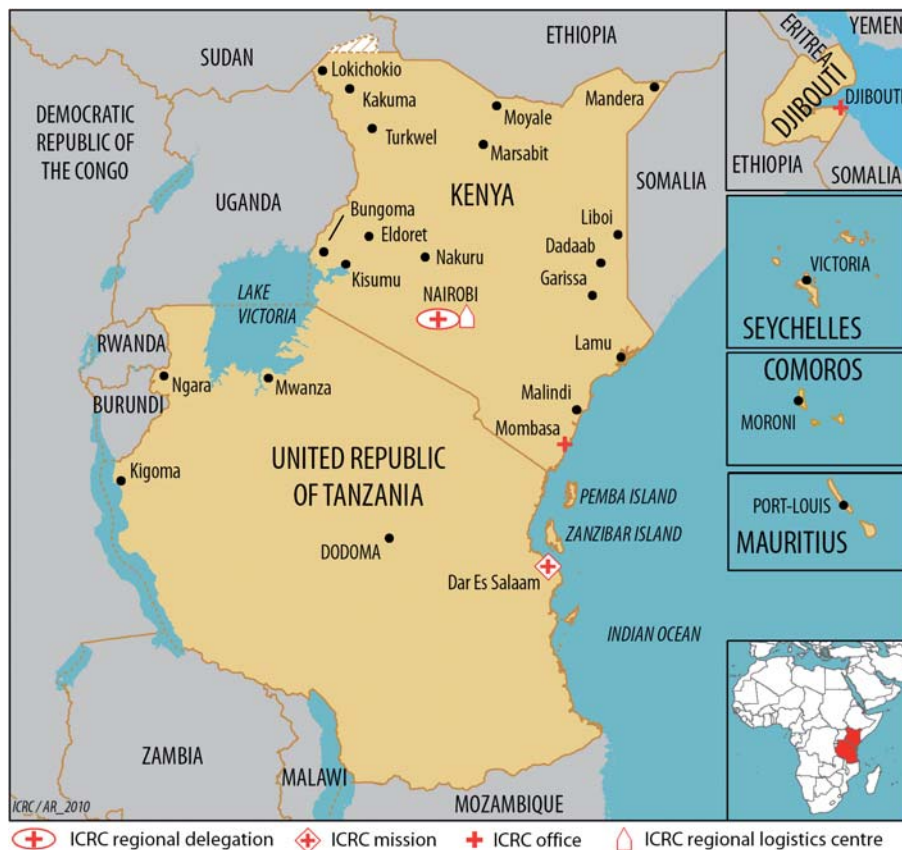 SUDAN
ETHIOPIA
ERITREA
YEMEN
DJIBOUTI
DJIBOUTI
ETHIOPIA
SOMALIA
Lokichokio
Kakuma
Turkwel
Moyale
Marsabit
Mandera
DEMOCRATIC
REPUBLIC OF
THE CONGO
UGANDA
KENYA
SOMALIA
Bungoma
Eldoret
Kisumu
Nakuru
NAIROBI
Liboi
Dadaab
Garissa
Lamu
Malindi
Mombasa
VICTORIA
SEYCHELLES
LAKE
VICTORIA
RWANDA
BURUNDI
Ngara
Mwanza
Kigoma
UNITED REPUBLIC
OF TANZANIA
DODOMA
Dar Es Salaam
PEMBA ISLAND
ZANZIBAR ISLAND
INDIAN OCEAN
COMOROS
MORONI
PORT-LOUIS
MAURITIUS
ZAMBIA
MALAWI
MOZAMBIQUE
ICRC / AR_2010
ICRC regional delegation ICRC mission ICRC office ICRC regional logistics centre